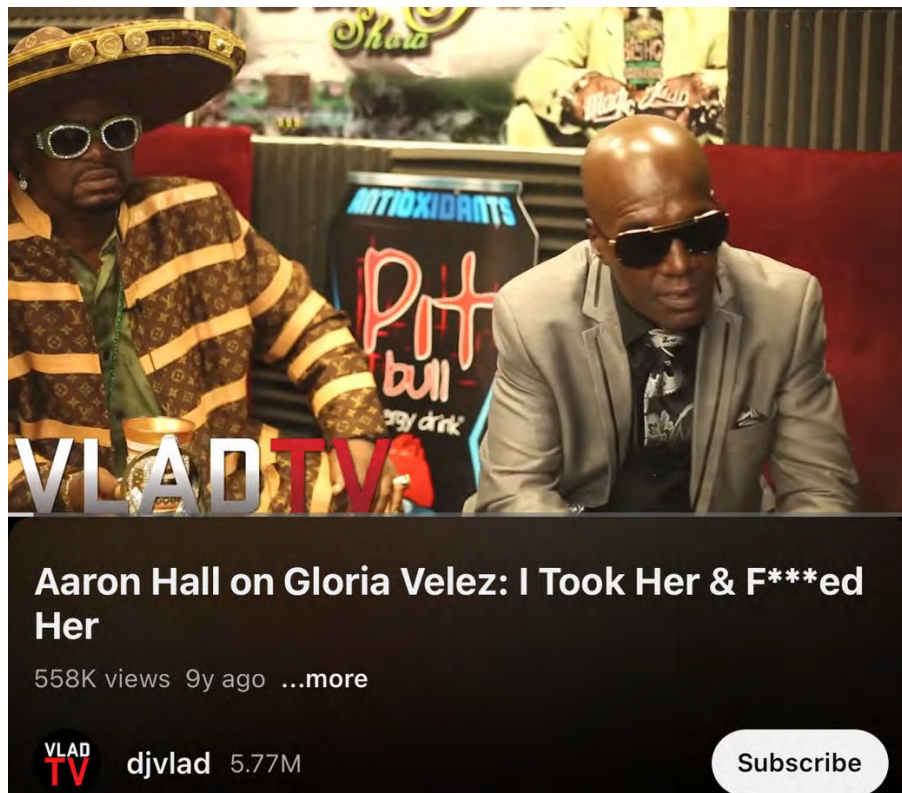 Show
ANTIOXIDANTS
Pit
bull
ergy drink
VLADTV
Aaron Hall on Gloria Velez: I Took Her & F***ed
Her
558K views 9y ago ...more
VLAD
TV
djvlad 5.77M
Subscribe